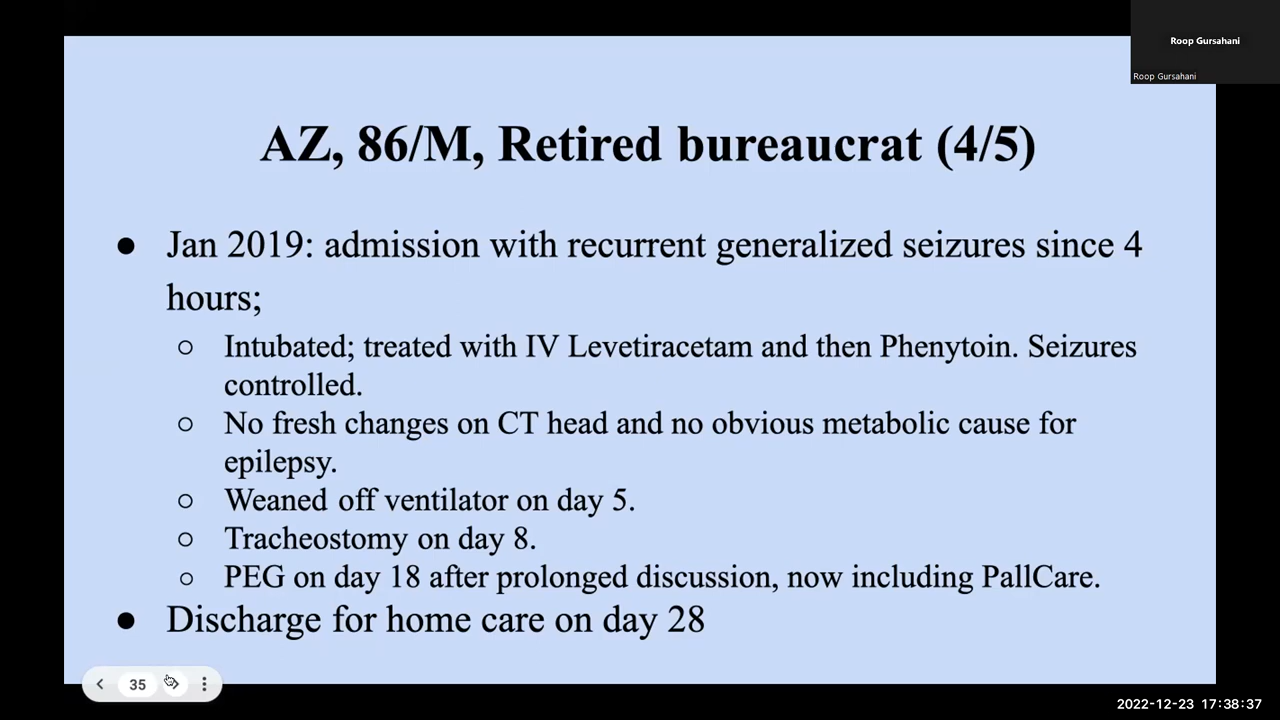 Roop Gursahani
Roop Gursahani
AZ, 86/M, Retired bureaucrat (4/5)
● Jan 2019: admission with recurrent generalized seizures since 4
hours;
○ Intubated; treated with IV Levetiracetam and then Phenytoin. Seizures
controlled.
○ No fresh changes on CT head and no obvious metabolic cause for
epilepsy.
○ Weaned off ventilator on day 5.
○ Tracheostomy on day 8.
○ PEG on day 18 after prolonged discussion, now including PallCare.
● Discharge for home care on day 28
35
2022-12-23 17:38:37